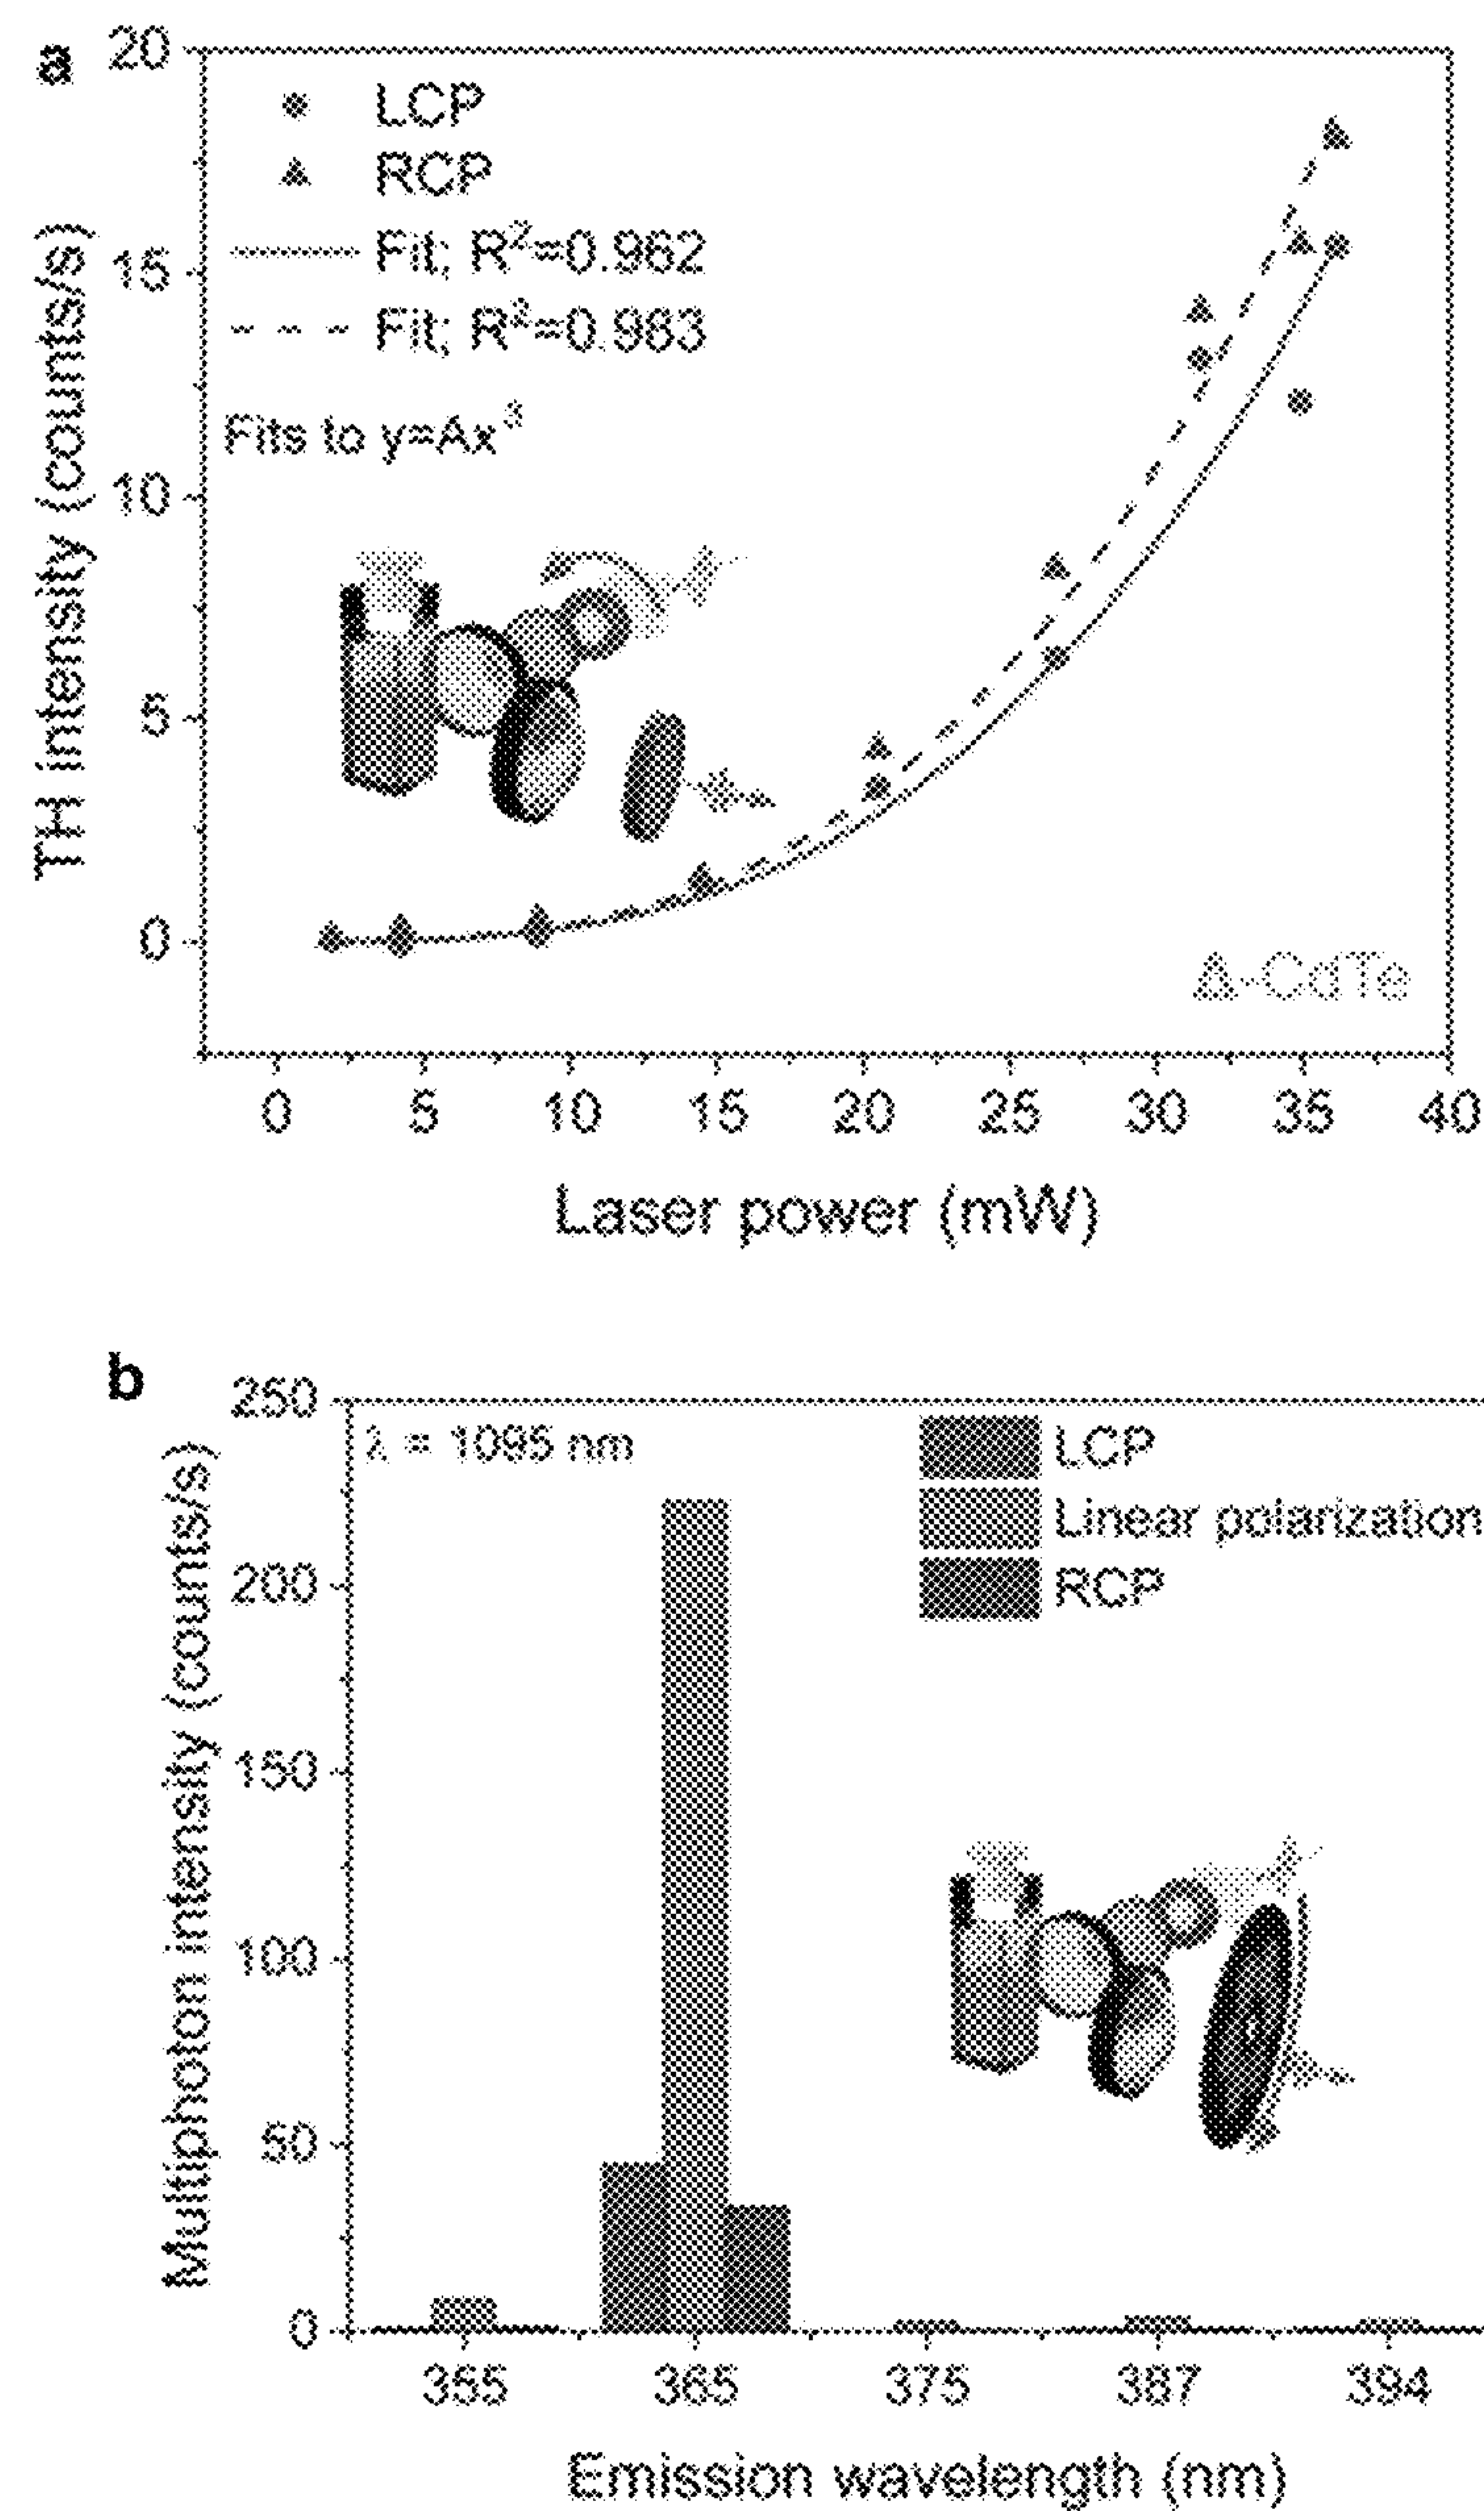 a
20
15
10
5
0
TH intensity (counts/s)
LCP
RCP
Fit; R²=0.962
Fit; R²=0.983
Fits to y=Ax³
-CdTe
0 5 10 15 20 25 30 35 40
Laser power (mW)
b
250
200
150
100
50
0
Multiphoton intensity (counts/s)
λ = 1095 nm
LCP
Linear polarization
RCP
355 365 375 387 394
Emission wavelength (nm)